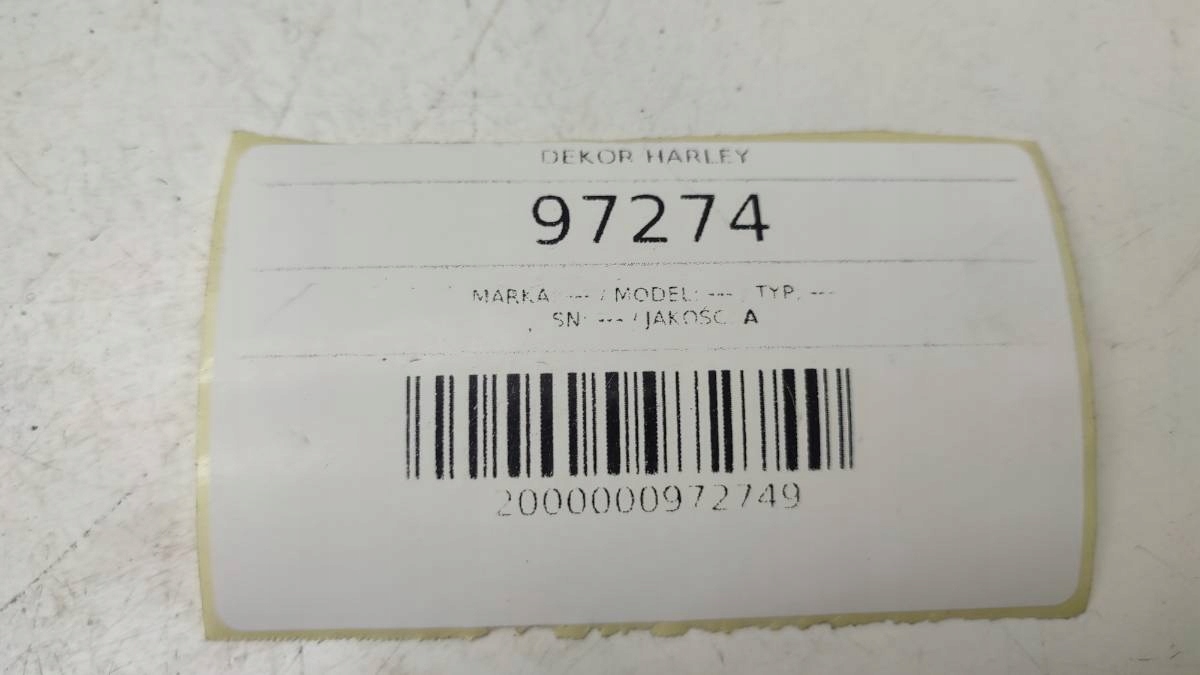 DEKOR HARLEY
97274
MARKA: --- / MODEL: --- / TYP: ---
SN: --- / JAKOŚĆ: A
2000000972749